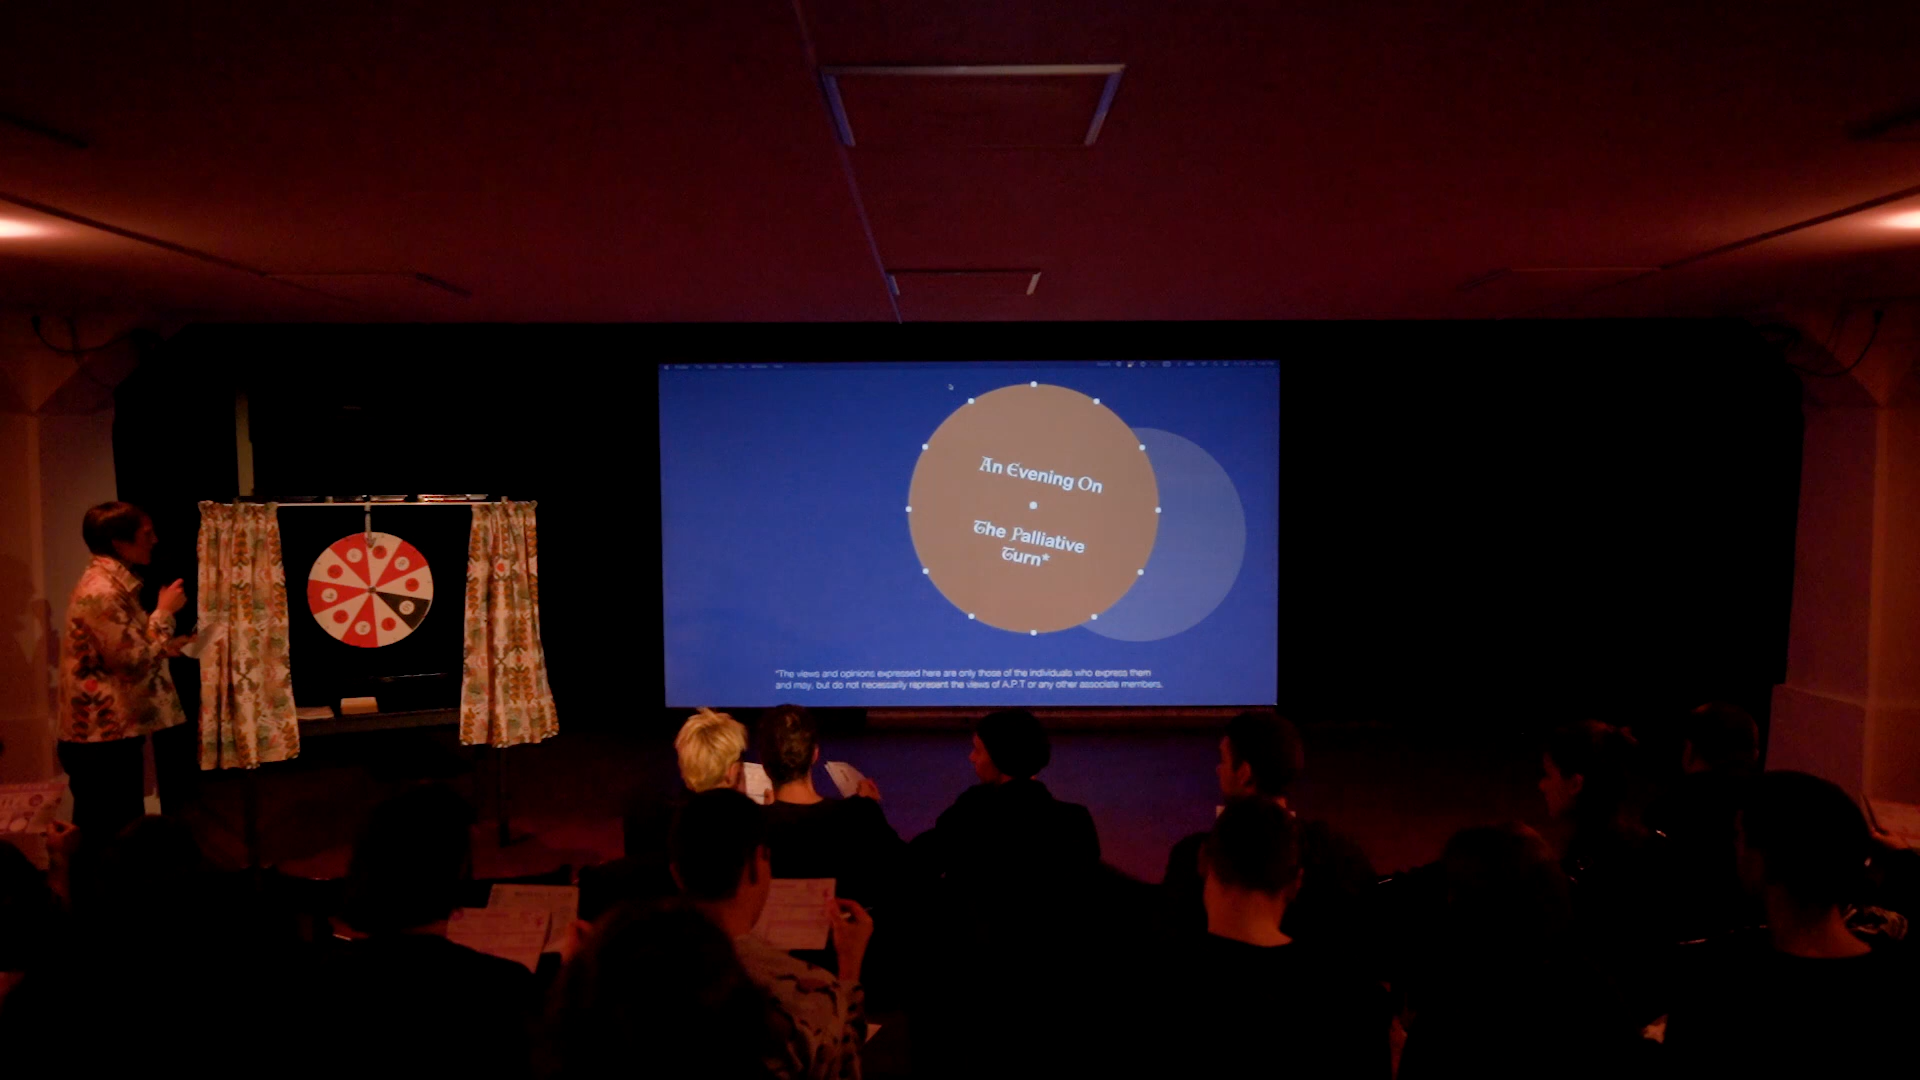 An Evening On
The Palliative
Turn*
*The views and opinions expressed here are only those of the individuals who express them
and may, but do not necessarily represent the views of A.P.T or any other associate members.